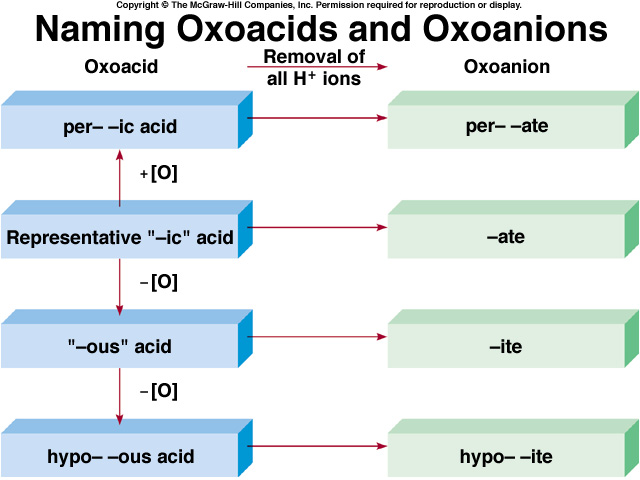 Copyright © The McGraw-Hill Companies, Inc. Permission required for reproduction or display.
Naming Oxoacids and Oxoanions
Oxoacid
Removal of
all H⁺ ions
Oxoanion
per– –ic acid
per– –ate
+[O]
Representative "–ic" acid
–ate
–[O]
"–ous" acid
–ite
–[O]
hypo– –ous acid
hypo– –ite